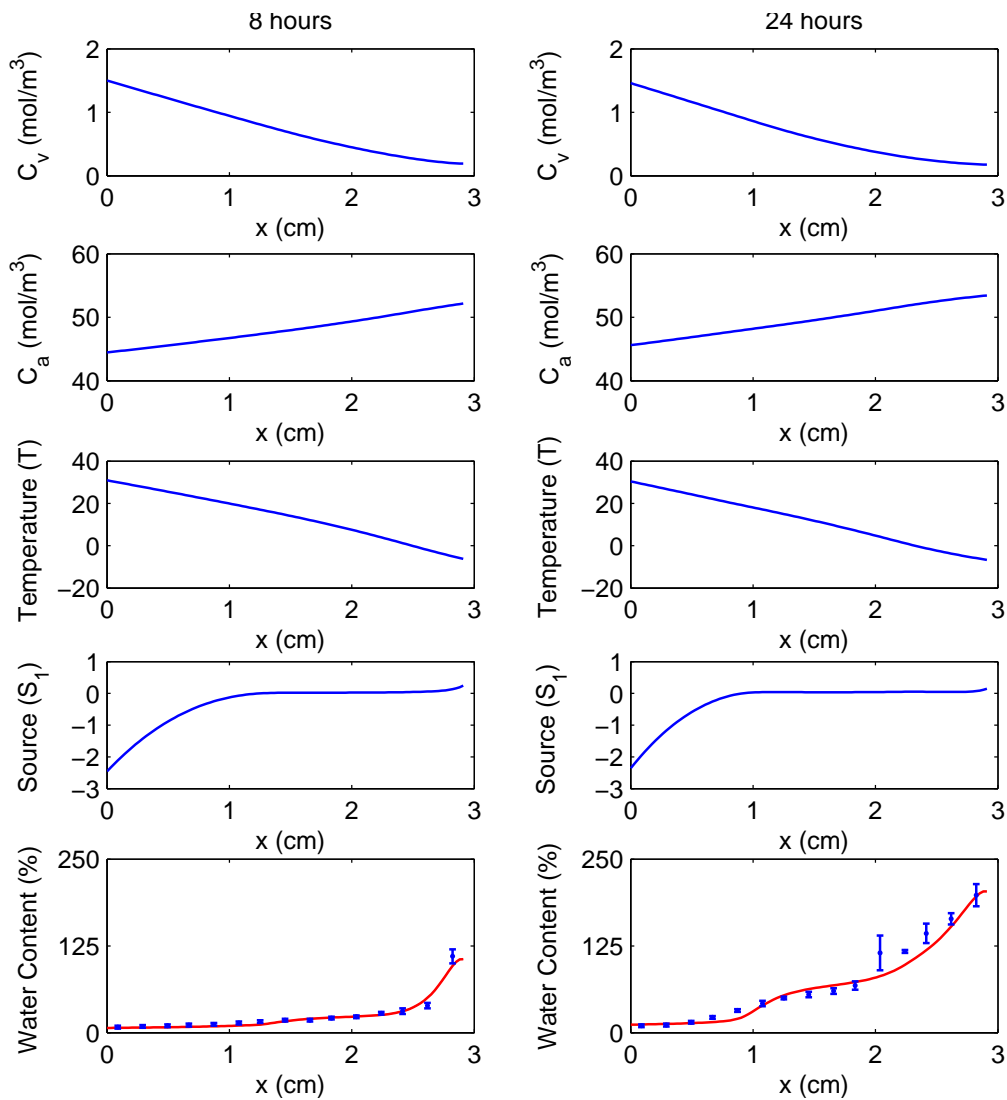 8 hours
24 hours
C_v (mol/m^3)
2
1
0
0 1 2 3
x (cm)
C_v (mol/m^3)
2
1
0
0 1 2 3
x (cm)
C_a (mol/m^3)
60
50
40
0 1 2 3
x (cm)
C_a (mol/m^3)
60
50
40
0 1 2 3
x (cm)
Temperature (T)
40
20
0
−20
0 1 2 3
x (cm)
Temperature (T)
40
20
0
−20
0 1 2 3
x (cm)
Source (S_1)
1
0
−1
−2
−3
0 1 2 3
x (cm)
Source (S_1)
1
0
−1
−2
−3
0 1 2 3
x (cm)
Water Content (%)
250
125
0
0 1 2 3
x (cm)
Water Content (%)
250
125
0
0 1 2 3
x (cm)